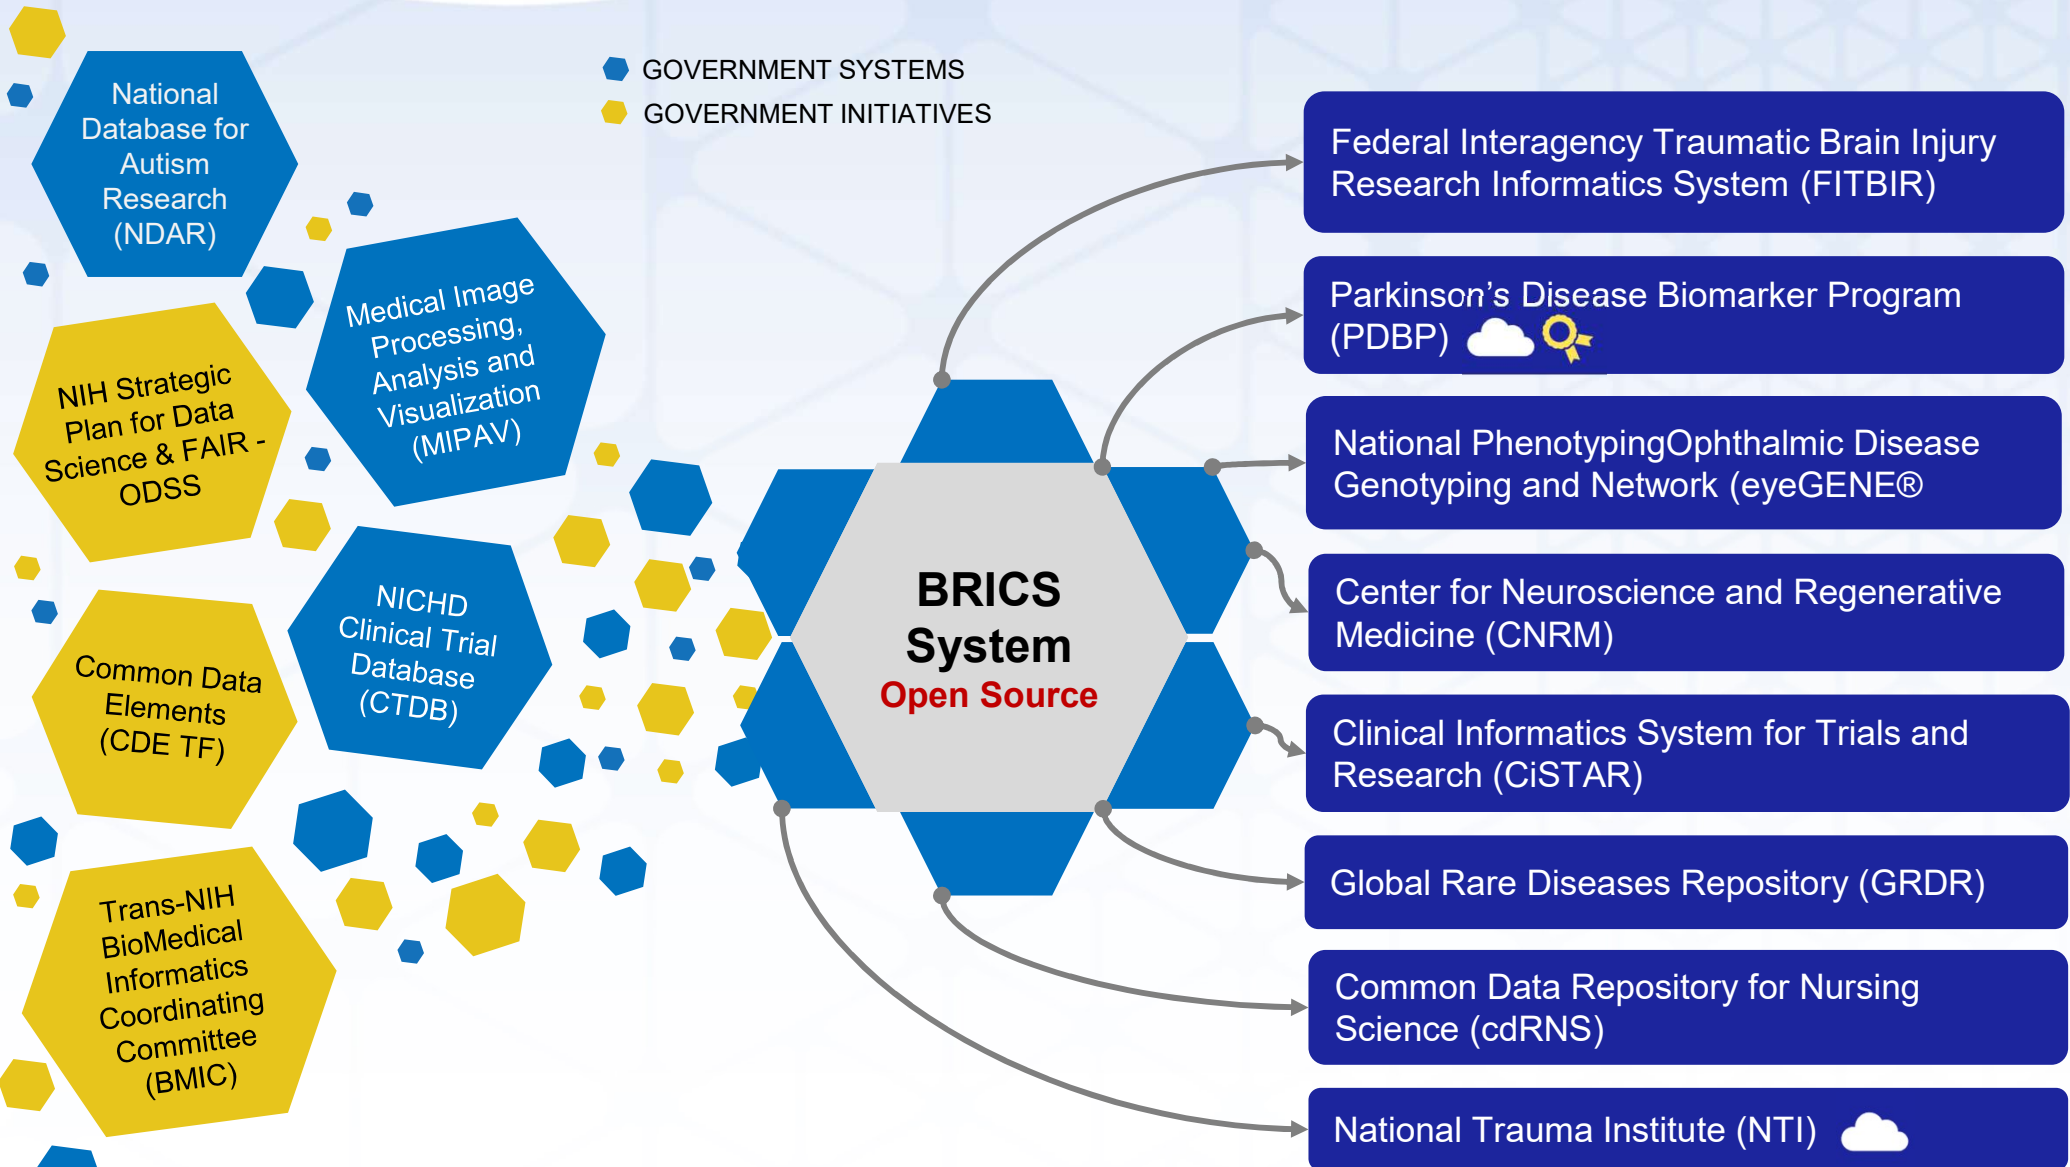 National
Database for
Autism
Research
(NDAR)
GOVERNMENT SYSTEMS
GOVERNMENT INITIATIVES
Medical Image
Processing,
Analysis and
Visualization
(MIPAV)
NIH Strategic
Plan for Data
Science & FAIR -
ODSS
NICHD
Clinical Trial
Database
(CTDB)
Common Data
Elements
(CDE TF)
Trans-NIH
BioMedical
Informatics
Coordinating
Committee
(BMIC)
BRICS
System
Open Source
Federal Interagency Traumatic Brain Injury
Research Informatics System (FITBIR)
Parkinson’s Disease Biomarker Program
(PDBP)
National PhenotypingOphthalmic Disease
Genotyping and Network (eyeGENE®
Center for Neuroscience and Regenerative
Medicine (CNRM)
Clinical Informatics System for Trials and
Research (CiSTAR)
Global Rare Diseases Repository (GRDR)
Common Data Repository for Nursing
Science (cdRNS)
National Trauma Institute (NTI)